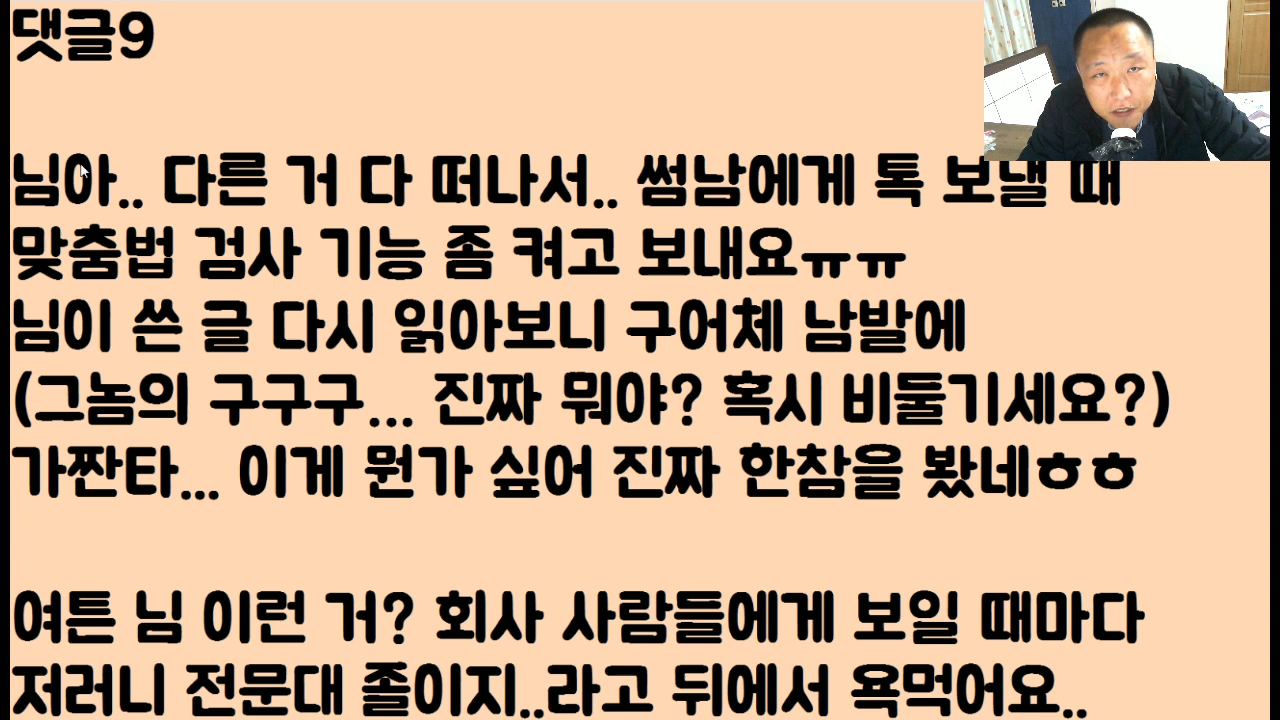 댓글9
님아.. 다른 거 다 떠나서.. 썸남에게 톡 보낼 때
맞춤법 검사 기능 좀 켜고 보내요ㅠㅠ
님이 쓴 글 다시 읽아보니 구어체 남발에
(그놈의 구구구... 진짜 뭐야? 혹시 비둘기세요?)
가짠타... 이게 뭔가 싶어 진짜 한참을 봤네ㅎㅎ
여튼 님 이런 거? 회사 사람들에게 보일 때마다
저러니 전문대 졸이지..라고 뒤에서 욕먹어요..